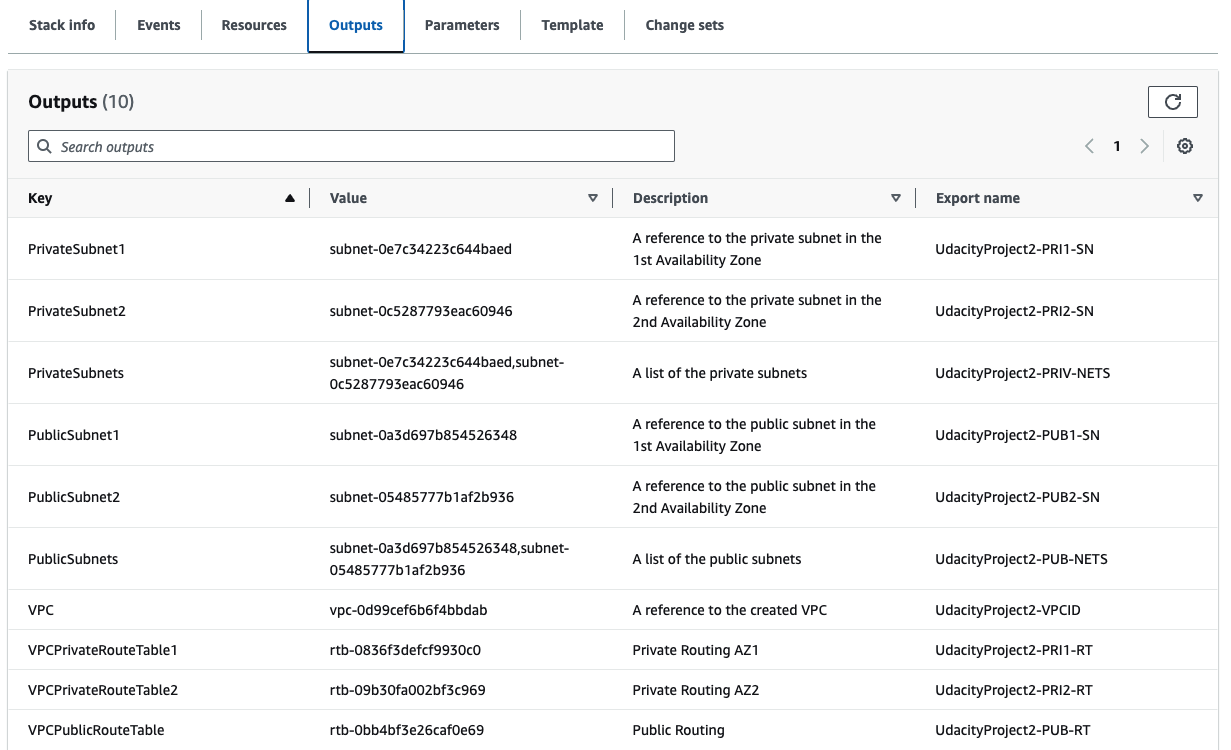 Stack info Events Resources Outputs Parameters Template Change sets
Outputs (10)
Search outputs
1
Key Value Description Export name
PrivateSubnet1 subnet-0e7c34223c644baed A reference to the private subnet in the 1st Availability Zone UdacityProject2-PRI1-SN
PrivateSubnet2 subnet-0c5287793eac60946 A reference to the private subnet in the 2nd Availability Zone UdacityProject2-PRI2-SN
PrivateSubnets subnet-0e7c34223c644baed,subnet-0c5287793eac60946 A list of the private subnets UdacityProject2-PRIV-NETS
PublicSubnet1 subnet-0a3d697b854526348 A reference to the public subnet in the 1st Availability Zone UdacityProject2-PUB1-SN
PublicSubnet2 subnet-05485777b1af2b936 A reference to the public subnet in the 2nd Availability Zone UdacityProject2-PUB2-SN
PublicSubnets subnet-0a3d697b854526348,subnet-05485777b1af2b936 A list of the public subnets UdacityProject2-PUB-NETS
VPC vpc-0d99cef6b6f4bbdab A reference to the created VPC UdacityProject2-VPCID
VPCPrivateRouteTable1 rtb-0836f3defcf9930c0 Private Routing AZ1 UdacityProject2-PRI1-RT
VPCPrivateRouteTable2 rtb-09b30fa002bf3c969 Private Routing AZ2 UdacityProject2-PRI2-RT
VPCPublicRouteTable rtb-0bb4bf3e26caf0e69 Public Routing UdacityProject2-PUB-RT